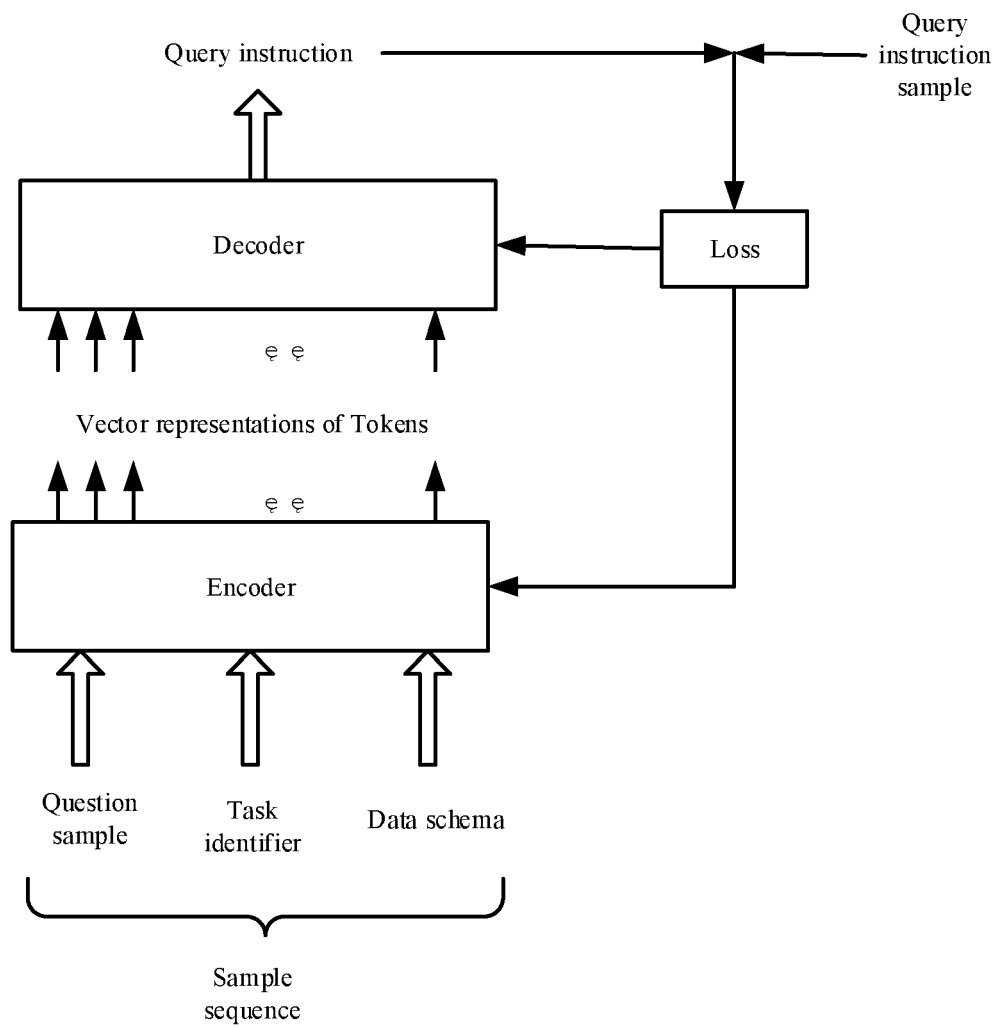 Query instruction
Query
instruction
sample
Decoder
Loss
Vector representations of Tokens
Encoder
Question
sample
Task
identifier
Data schema
Sample
sequence